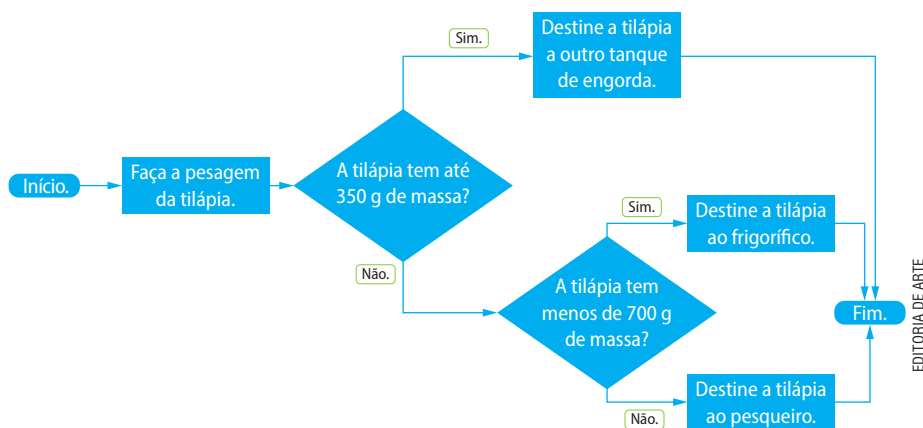 Início.
Faça a pesagem
da tilápia.
A tilápia tem até
350 g de massa?
Sim.
Destine a tilápia
a outro tanque
de engorda.
Não.
A tilápia tem
menos de 700 g
de massa?
Sim.
Destine a tilápia
ao frigorífico.
Não.
Destine a tilápia
ao pesqueiro.
Fim.
EDITORIA DE ARTE